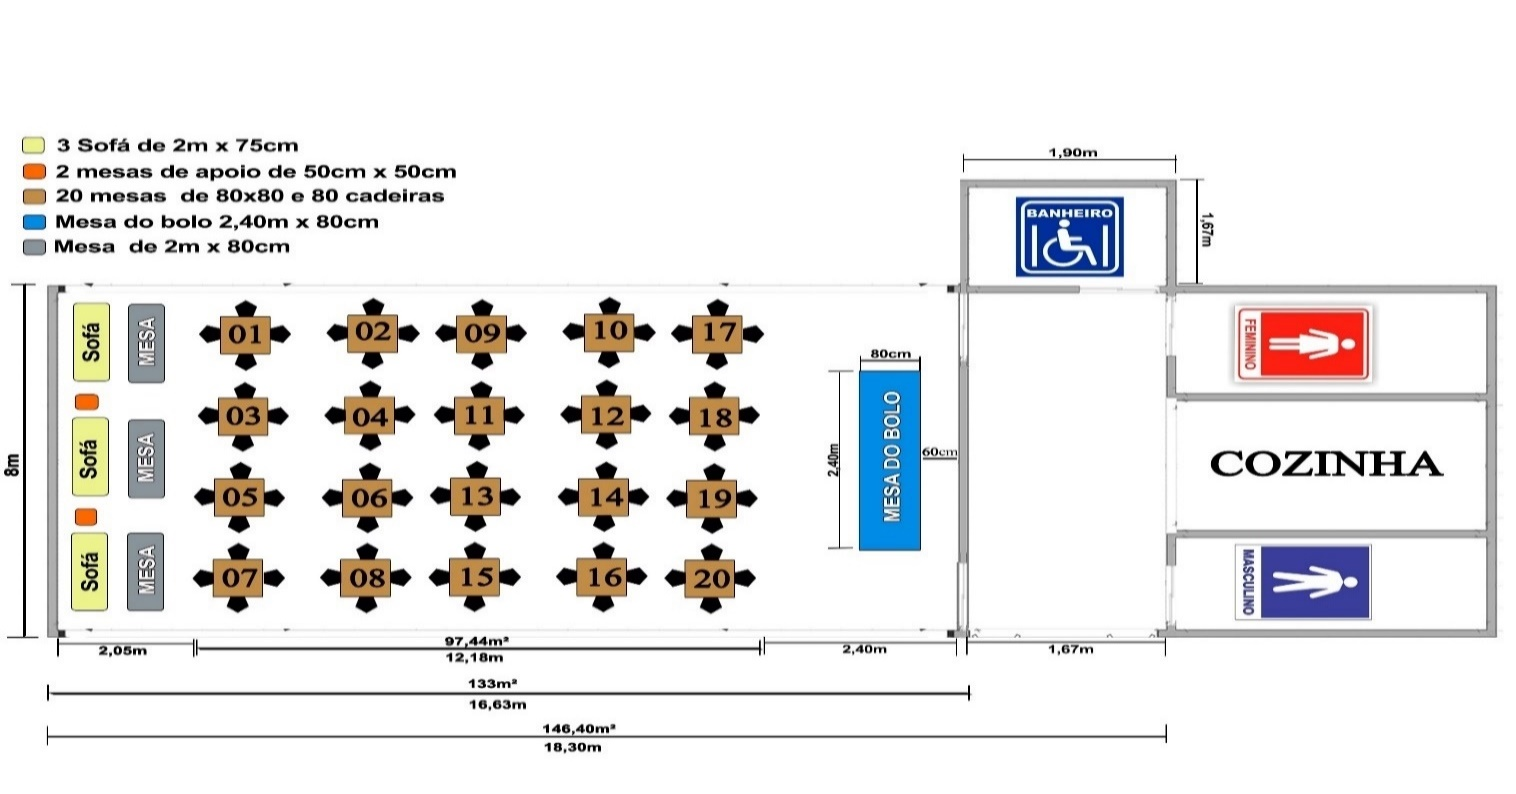 3 Sofá de 2m x 75cm
2 mesas de apoio de 50cm x 50cm
20 mesas de 80x80 e 80 cadeiras
Mesa do bolo 2,40m x 80cm
Mesa de 2m x 80cm
1,90m
BANHEIRO
1,67m
8m
Sofá
MESA
01
02
09
10
17
Sofá
MESA
03
04
11
12
18
05
06
13
14
19
Sofá
MESA
07
08
15
16
20
80cm
2,40m
MESA DO BOLO
60cm
FEMININO
COZINHA
MASCULINO
2,05m
97,44m²
12,18m
2,40m
1,67m
133m²
16,63m
146,40m²
18,30m